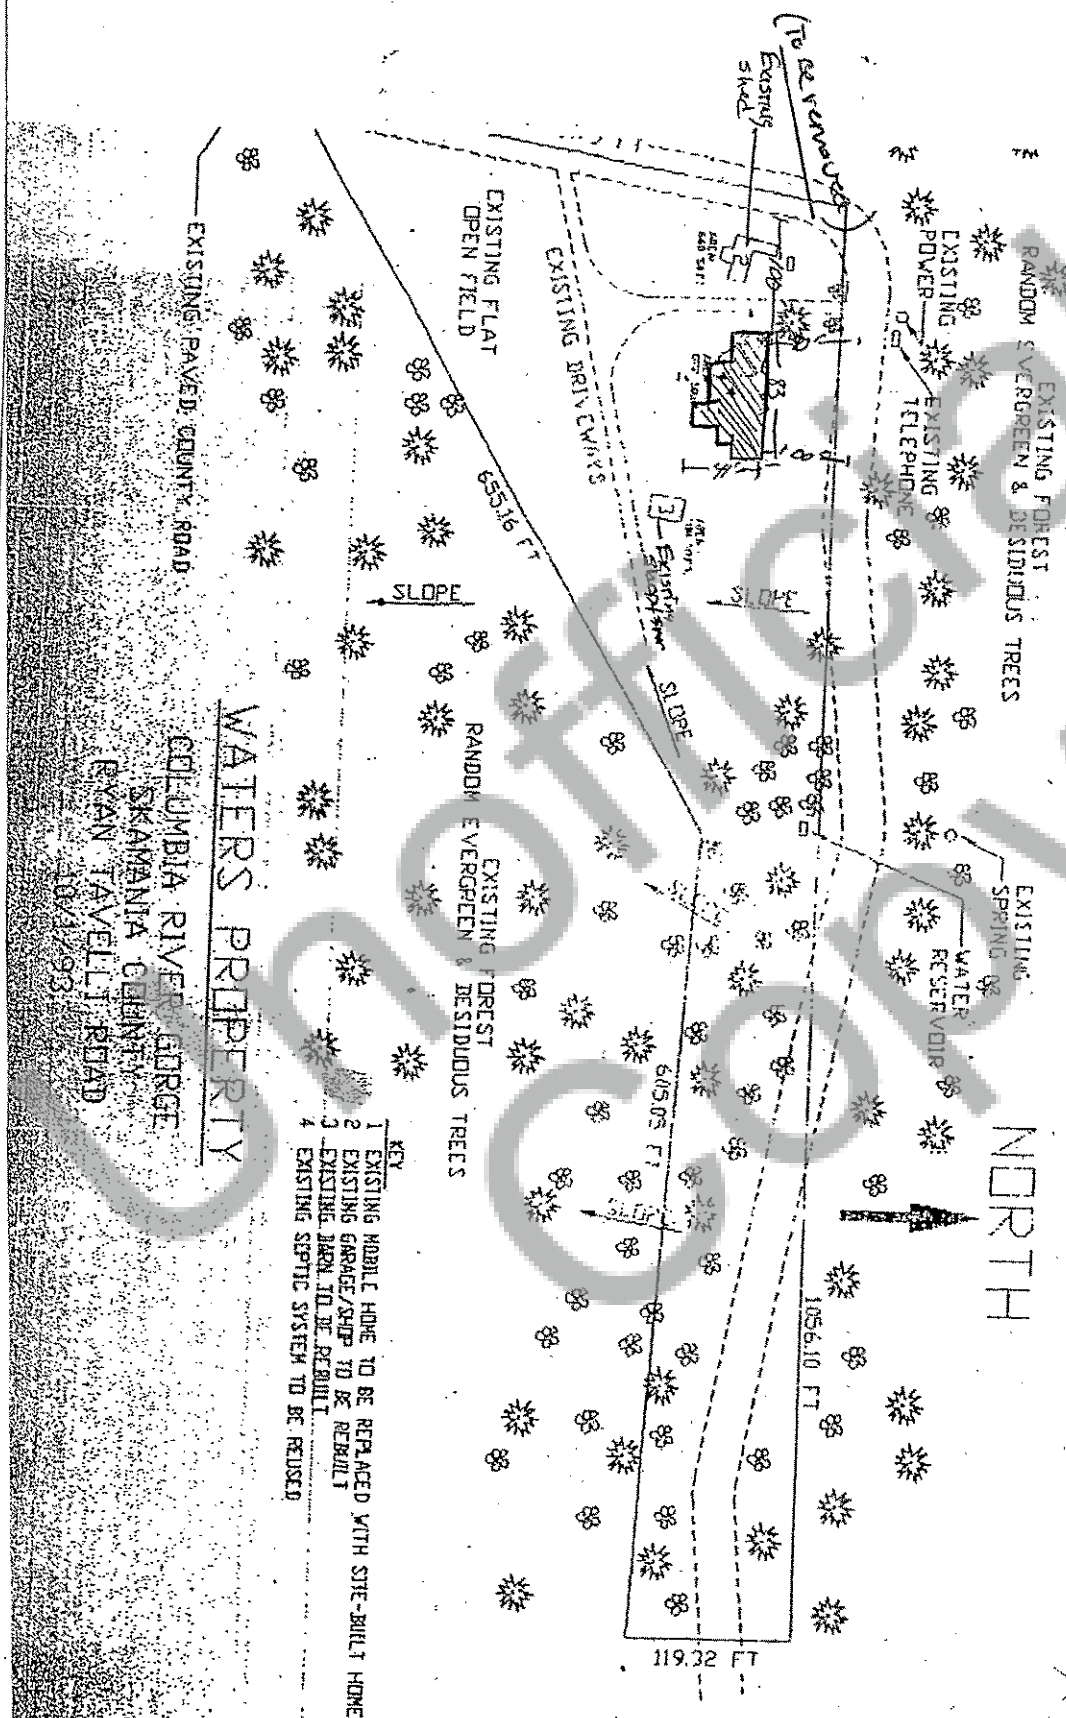 (To be removed)
Existing
Shed
EXISTING FOREST
RANDOM EVERGREEN & DESIDUOUS TREES
EXISTING
POWER
EXISTING
TELEPHONE
EXISTING
SPRING
WATER
RESERVOIR
NORTH
1056.10 FT
119.32 FT
605.05 FT
655.16 FT
EXISTING FLAT
OPEN FIELD
EXISTING DRIVEWAYS
2
100
83
3
Existing
SLOPE
SLOPE
SLOPE
SLOPE
EXISTING FOREST
RANDOM EVERGREEN & DESIDUOUS TREES
EXISTING PAVED COUNTY ROAD
WATERS PROPERTY
COLUMBIA RIVER GORGE
SKAMANIA COUNTY
RYAN TAVELLI ROAD
KEY
1 EXISTING MOBILE HOME TO BE REPLACED WITH SITE-BUILT HOME
2 EXISTING GARAGE/SHOP TO BE REBUILT
3 EXISTING BARN TO BE REBUILT
4 EXISTING SEPTIC SYSTEM TO BE REUSED
Unofficial
Copy